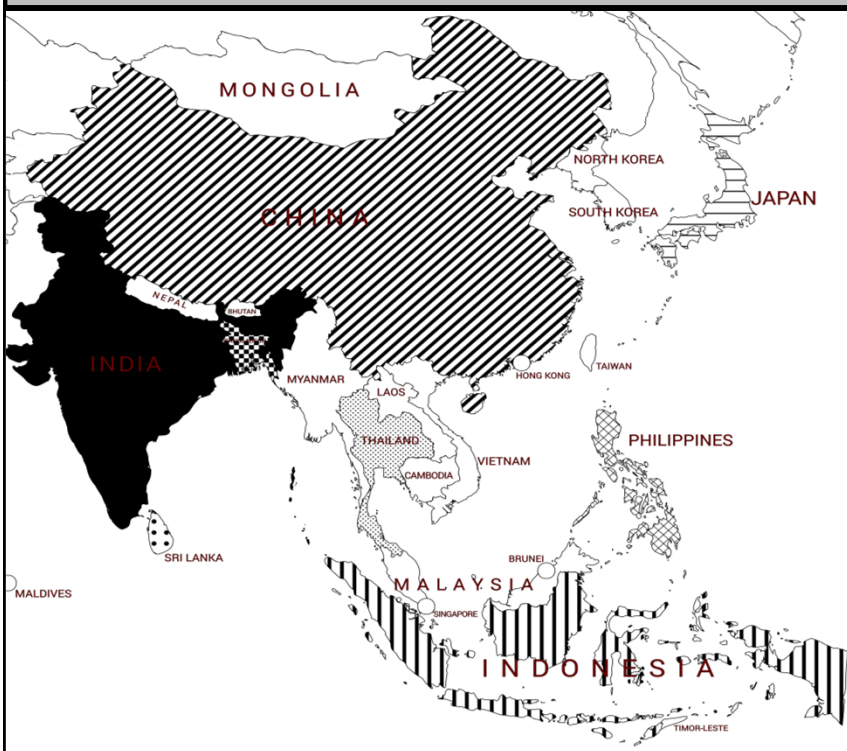 MONGOLIA
NORTH KOREA
JAPAN
SOUTH KOREA
CHINA
NEPAL
BHUTAN
INDIA
TAIWAN
HONG KONG
MYANMAR
LAOS
THAILAND
PHILIPPINES
VIETNAM
CAMBODIA
SRI LANKA
BRUNEI
MALAYSIA
MALDIVES
SINGAPORE
INDONESIA
TIMOR-LESTE